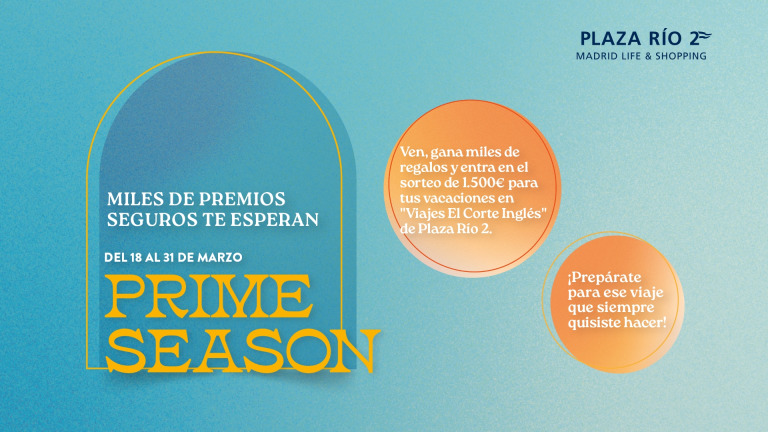 PLAZA RÍO 2
MADRID LIFE & SHOPPING
MILES DE PREMIOS
SEGUROS TE ESPERAN
DEL 18 AL 31 DE MARZO
PRIME
SEASON
Ven, gana miles de
regalos y entra en el
sorteo de 1.500€ para
tus vacaciones en
"Viajes El Corte Inglés"
de Plaza Río 2.
¡Prepárate
para ese viaje
que siempre
quisiste hacer!